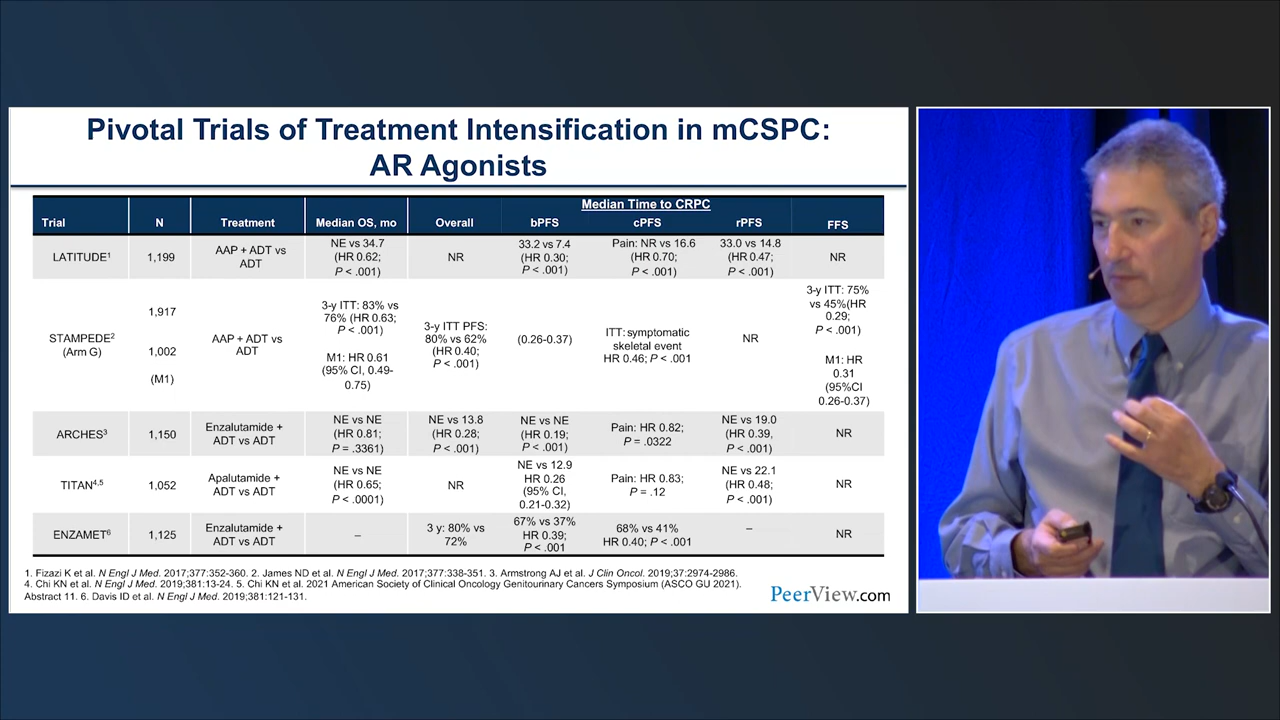 Pivotal Trials of Treatment Intensification in mCSPC:
AR Agonists
Median Time to CRPC
Trial N Treatment Median OS, mo Overall bPFS cPFS rPFS FFS
LATITUDE1
1,199
AAP + ADT vs
ADT
NE vs 34.7
(HR 0.62;
P < .001)
NR
33.2 vs 7.4
(HR 0.30;
P < .001)
Pain: NR vs 16.6
(HR 0.70;
P < .001)
33.0 vs 14.8
(HR 0.47;
P < .001)
NR
STAMPEDE2
(Arm G)
1,917
1,002
(M1)
AAP + ADT vs
ADT
3-y ITT: 83% vs
76% (HR 0.63;
P < .001)
M1: HR 0.61
(95% CI, 0.49-
0.75)
3-y ITT PFS:
80% vs 62%
(HR 0.40;
P < .001)
(0.26-0.37)
ITT: symptomatic
skeletal event
HR 0.46; P < .001
NR
3-y ITT: 75%
vs 45%(HR
0.29;
P < .001)
M1: HR
0.31
(95%CI
0.26-0.37)
ARCHES3
1,150
Enzalutamide +
ADT vs ADT
NE vs NE
(HR 0.81;
P = .3361)
NE vs 13.8
(HR 0.28;
P < .001)
NE vs NE
(HR 0.19;
P < .001)
Pain: HR 0.82;
P = .0322
NE vs 19.0
(HR 0.39,
P < .001)
NR
TITAN4,5
1,052
Apalutamide +
ADT vs ADT
NE vs NE
(HR 0.65;
P < .0001)
NR
NE vs 12.9
HR 0.26
(95% CI,
0.21-0.32)
Pain: HR 0.83;
P = .12
NE vs 22.1
(HR 0.48;
P < .001)
NR
ENZAMET6
1,125
Enzalutamide +
ADT vs ADT
–
3 y: 80% vs
72%
67% vs 37%
HR 0.39;
P < .001
68% vs 41%
HR 0.40; P < .001
–
NR
1. Fizazi K et al. N Engl J Med. 2017;377:352-360. 2. James ND et al. N Engl J Med. 2017;377:338-351. 3. Armstrong AJ et al. J Clin Oncol. 2019;37:2974-2986.
4. Chi KN et al. N Engl J Med. 2019;381:13-24. 5. Chi KN et al. 2021 American Society of Clinical Oncology Genitourinary Cancers Symposium (ASCO GU 2021).
Abstract 11. 6. Davis ID et al. N Engl J Med. 2019;381:121-131.
PeerView.com